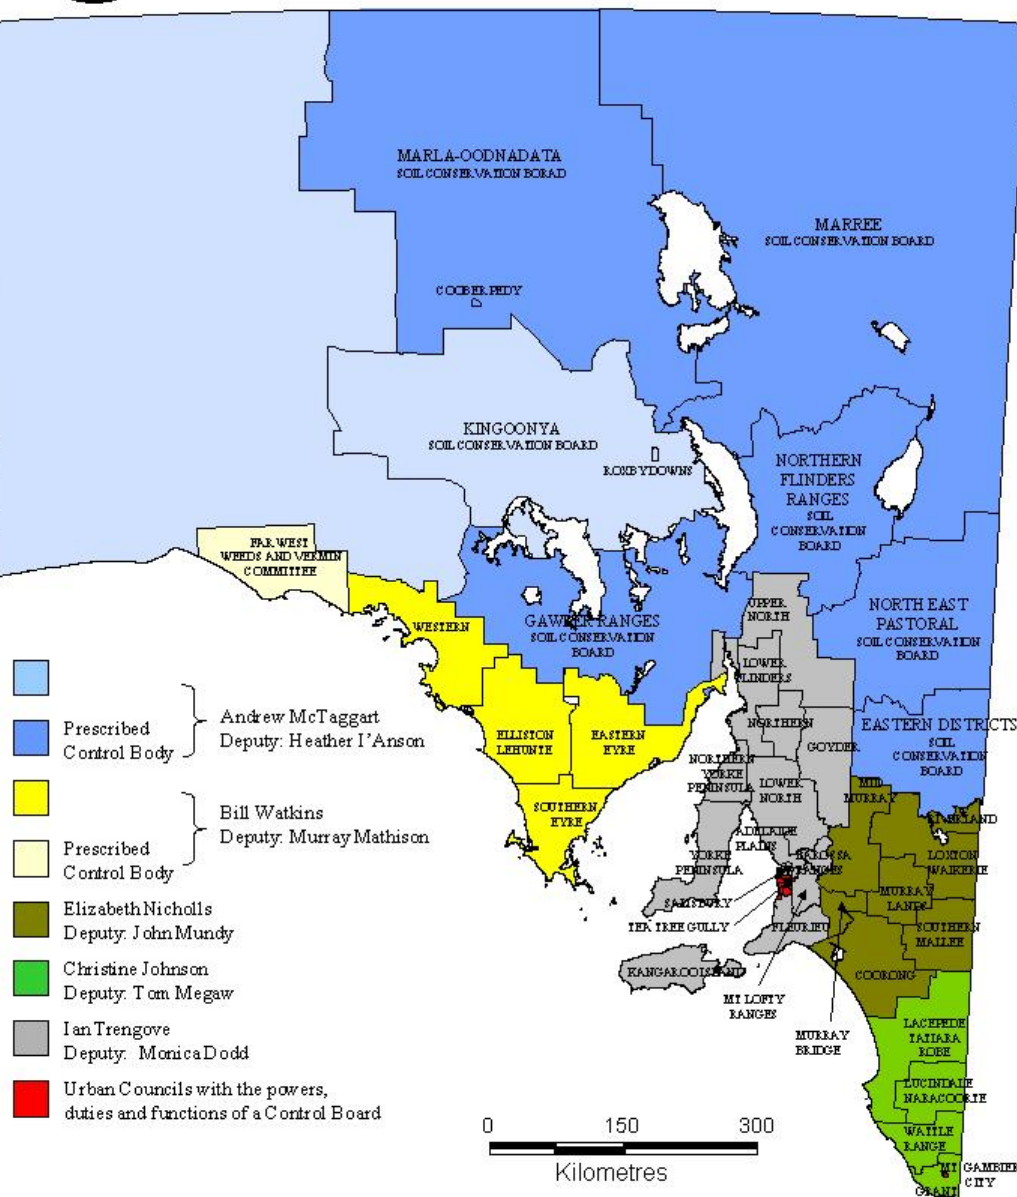 MARLA-OODNADATA
SOIL CONSERVATION BORAD
MARREE
SOIL CONSERVATION BOARD
COOBER PEDY
KINGOONYA
SOIL CONSERVATION BOARD
ROXBY DOWNS
NORTHERN
FLINDERS
RANGES
SOIL
CONSERVATION
BOARD
FAR WEST
WEEDS AND VERMIN
COMMITTEE
UPPER
NORTH
NORTH EAST
PASTORAL
SOIL CONSERVATION
BOARD
GAWLER RANGES
SOIL CONSERVATION
BOARD
WESTERN
LOWER
FLINDERS
NORTHERN
GOYDER
EASTERN DISTRICTS
SOIL
CONSERVATION
BOARD
ELLISTON
LEHUNTE
EASTERN
EYRE
NORTHERN
YORKE
PENINSULA
LOWER
NORTH
MID
MURRAY
SOUTHERN
EYRE
RIVERLAND
ADELAIDE
PLAINS
YORKE
PENINSULA
BAROSSA
RANGES
LOXTON
WAIKERIE
MURRAY
LANDS
SALISBURY
TEA TREE GULLY
FLEURIEU
SOUTHERN
MALLEE
KANGAROO ISLAND
COORONG
MT LOFTY
RANGES
MURRAY
BRIDGE
LACEPEDE
TATIARA
ROBE
LUCINDALE
NARACOORTE
WATTLE
RANGE
MT GAMBIER
CITY
GRANT
Prescribed
Control Body
Andrew McTaggart
Deputy: Heather I'Anson
Prescribed
Control Body
Bill Watkins
Deputy: Murray Mathison
Elizabeth Nicholls
Deputy: John Mundy
Christine Johnson
Deputy: Tom Megaw
Ian Trengove
Deputy: Monica Dodd
Urban Councils with the powers,
duties and functions of a Control Board
0 150 300
Kilometres